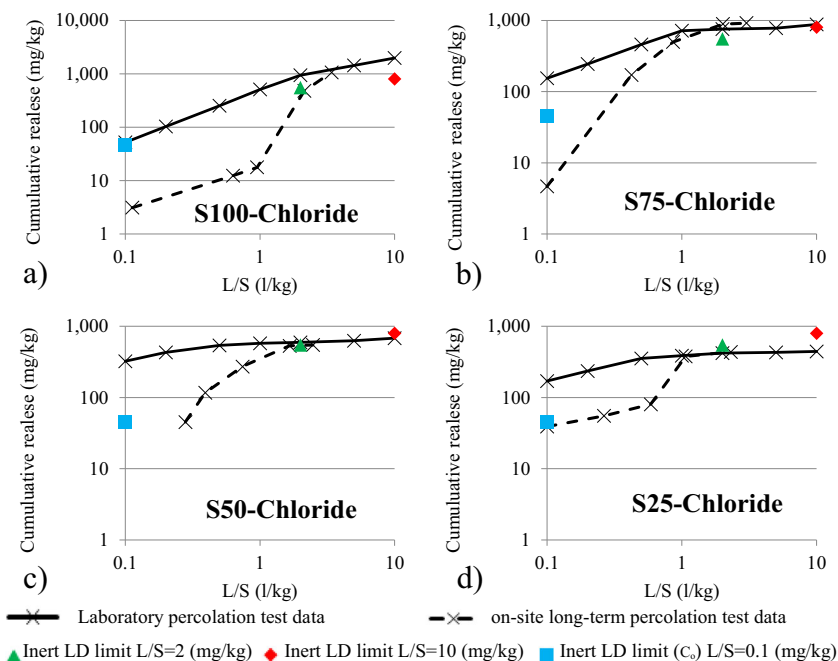 10,000
1,000
100
10
1
Cumuluative realese (mg/kg)
0.1
1
10
L/S (l/kg)
S100-Chloride
a)
1,000
100
10
1
Cumulative realese (mg/kg)
0.1
1
10
L/S (l/kg)
S75-Chloride
b)
1,000
100
10
1
Cumulative realese (mg/kg)
0.1
1
10
L/S (l/kg)
S50-Chloride
c)
1,000
100
10
1
Cumulative realese (mg/kg)
0.1
1
10
L/S (l/kg)
S25-Chloride
d)
Laboratory percolation test data
on-site long-term percolation test data
Inert LD limit L/S=2 (mg/kg)
Inert LD limit L/S=10 (mg/kg)
Inert LD limit (C₀) L/S=0.1 (mg/kg)